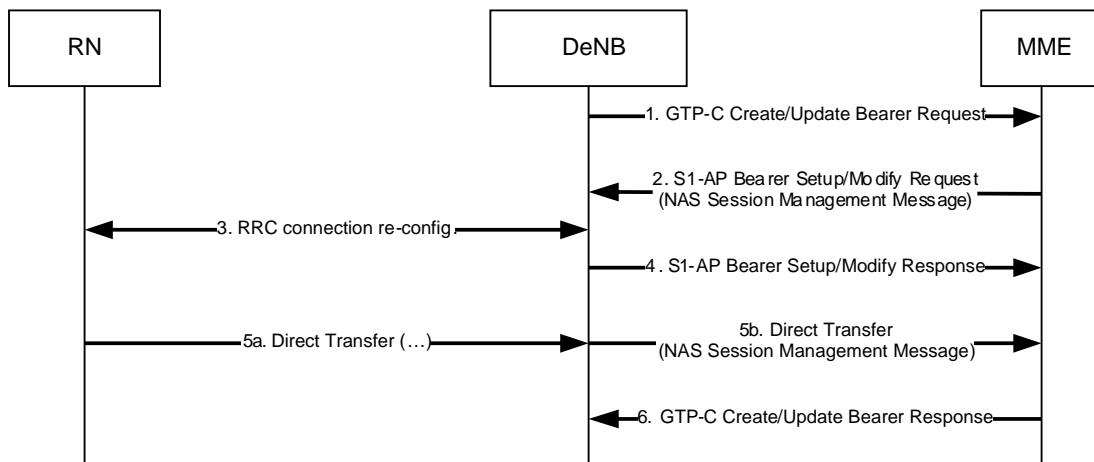 RN
DeNB
MME
1. GTP-C Create/Update Bearer Request
2. S1-AP Bearer Setup/Modify Request
(NAS Session Management Message)
3. RRC connection re-config.
4. S1-AP Bearer Setup/Modify Response
5a. Direct Transfer (…)
5b. Direct Transfer
(NAS Session Management Message)
6. GTP-C Create/Update Bearer Response